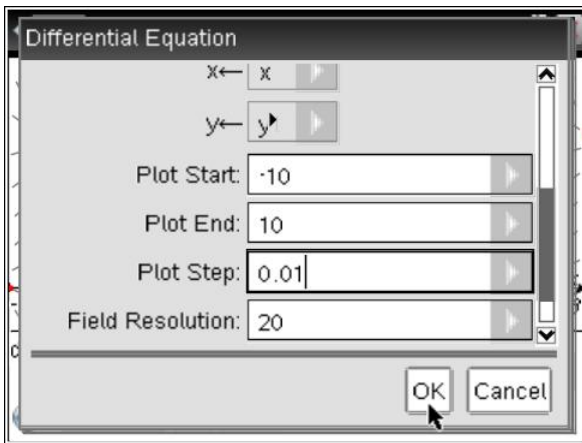 Differential Equation
x← x
y← y
Plot Start: -10
Plot End: 10
Plot Step: 0.01
Field Resolution: 20
OK Cancel